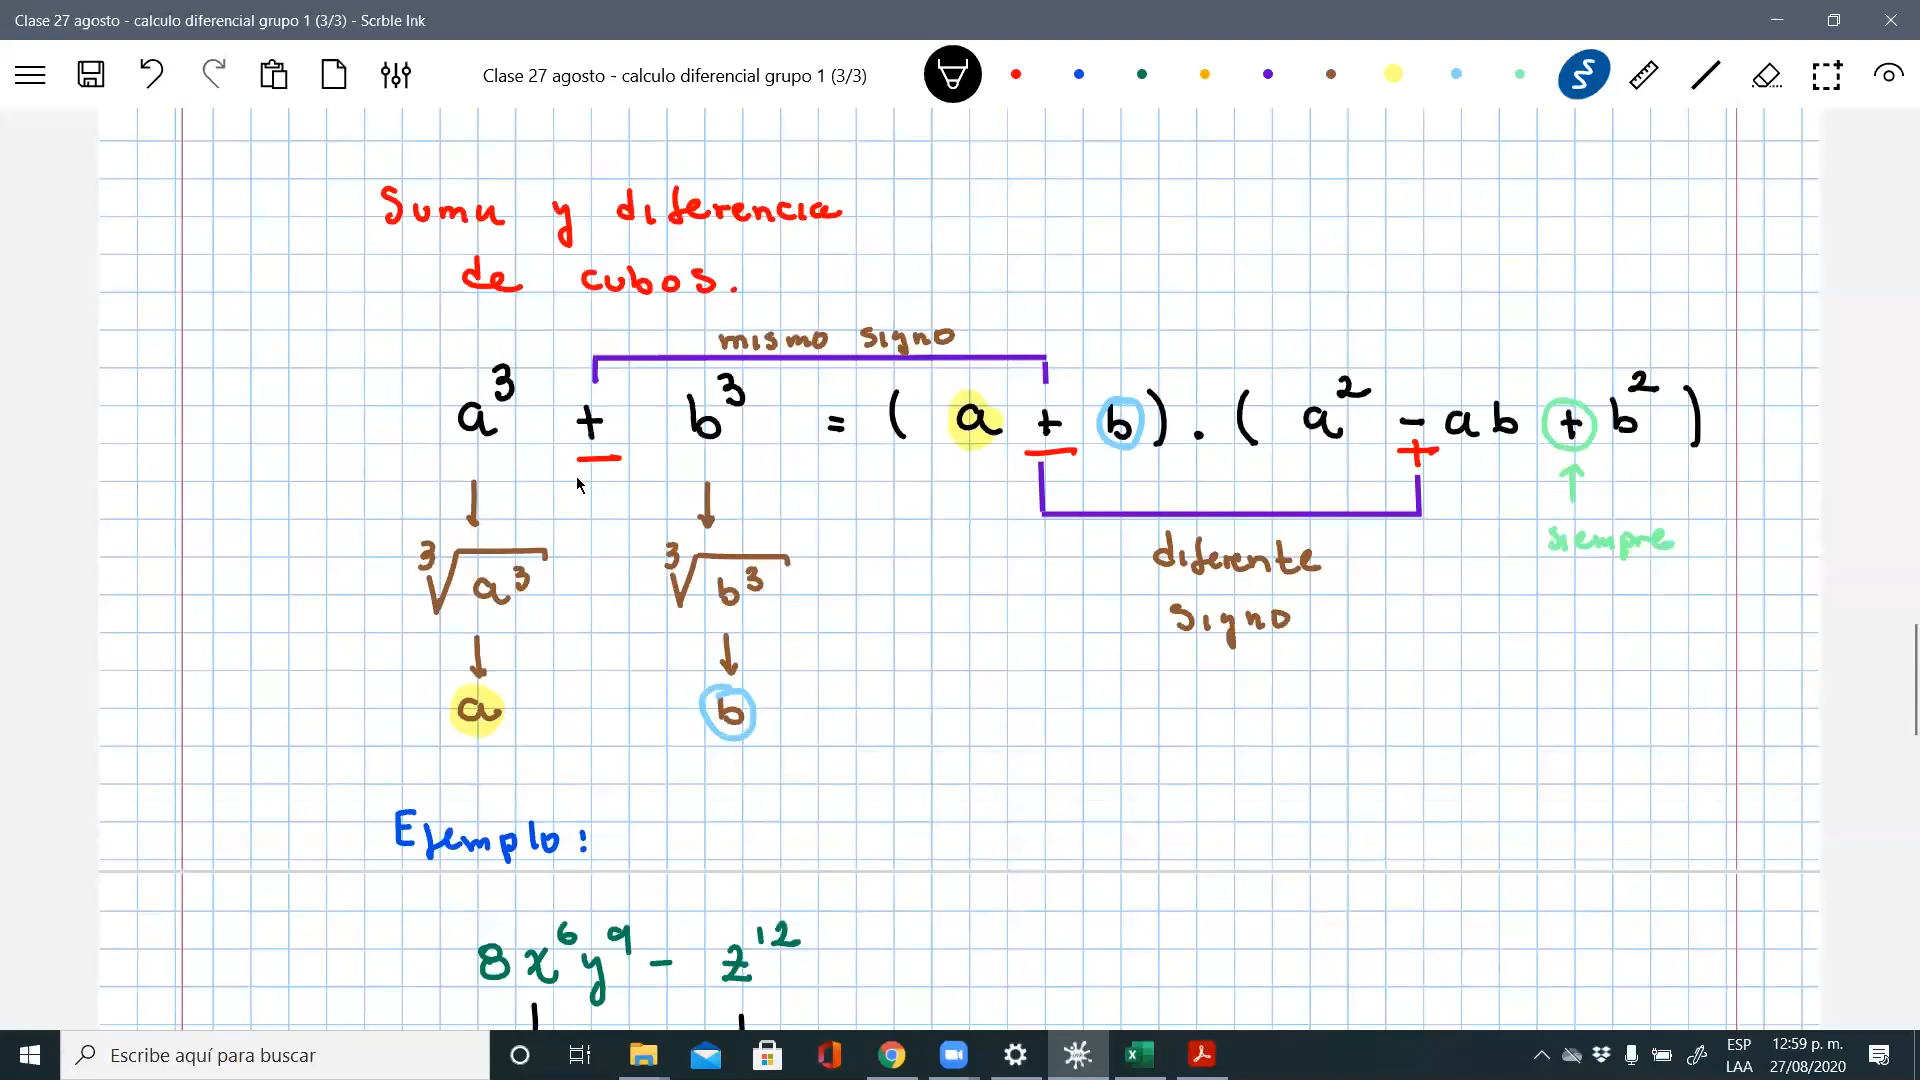 Clase 27 agosto - calculo diferencial grupo 1 (3/3) - Scrble Ink
Clase 27 agosto - calculo diferencial grupo 1 (3/3)
Suma y diferencia
de cubos.
mismo signo
a³ ± b³ = ( a ± b ) . ( a² ∓ ab + b² )
siempre
∛a³ ∛b³
diferente
signo
a b
Ejemplo:
8x⁶y⁹ - z¹²
Escribe aquí para buscar
ESP
LAA
12:59 p. m.
27/08/2020